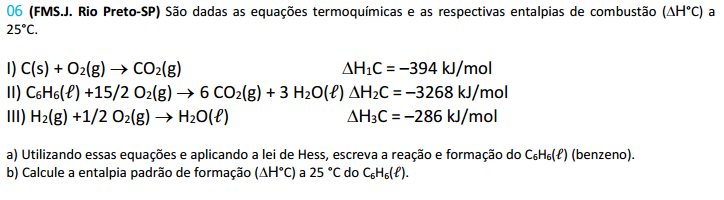 06 (FMS.J. Rio Preto-SP) São dadas as equações termoquímicas e as respectivas entalpias de combustão (ΔH°C) a
25°C.
I) C(s) + O₂(g) → CO₂(g) ΔH₁C = −394 kJ/mol
II) C₆H₆(ℓ) +15/2 O₂(g) → 6 CO₂(g) + 3 H₂O(ℓ) ΔH₂C = −3268 kJ/mol
III) H₂(g) +1/2 O₂(g) → H₂O(ℓ) ΔH₃C = −286 kJ/mol
a) Utilizando essas equações e aplicando a lei de Hess, escreva a reação e formação do C₆H₆(ℓ) (benzeno).
b) Calcule a entalpia padrão de formação (ΔH°C) a 25 °C do C₆H₆(ℓ).